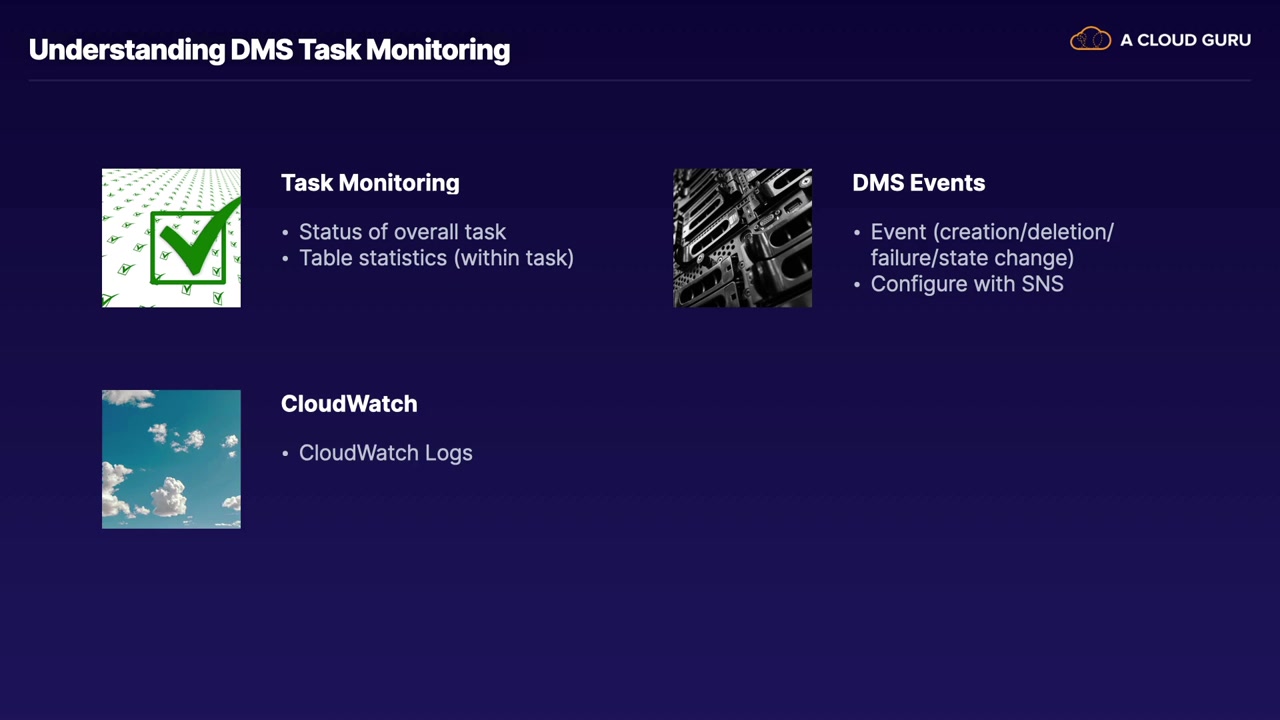 Understanding DMS Task Monitoring
A CLOUD GURU
Task Monitoring
• Status of overall task
• Table statistics (within task)
DMS Events
• Event (creation/deletion/
failure/state change)
• Configure with SNS
CloudWatch
• CloudWatch Logs